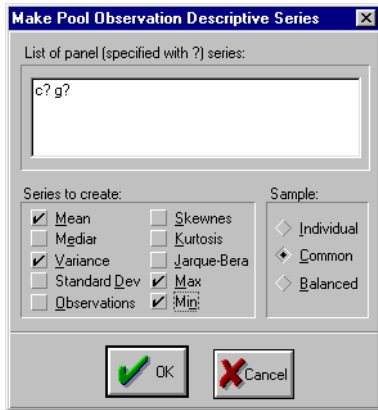 Make Pool Observation Descriptive Series
List of panel (specified with ?) series:
c? g?
Series to create:
Mean
Mediar
Variance
Standard Dev
Observations
Skewnes
Kurtosis
Jarque-Bera
Max
Min
Sample:
Individual
Common
Balanced
OK
Cancel